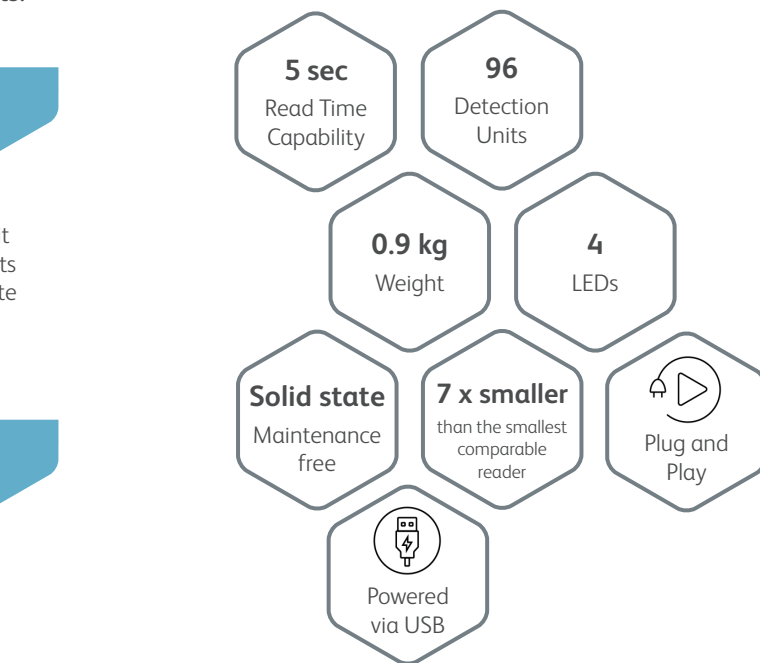 5 sec
Read Time
Capability
96
Detection
Units
0.9 kg
Weight
4
LEDs
Solid state
Maintenance
free
7 x smaller
than the smallest
comparable
reader
Plug and
Play
Powered
via USB